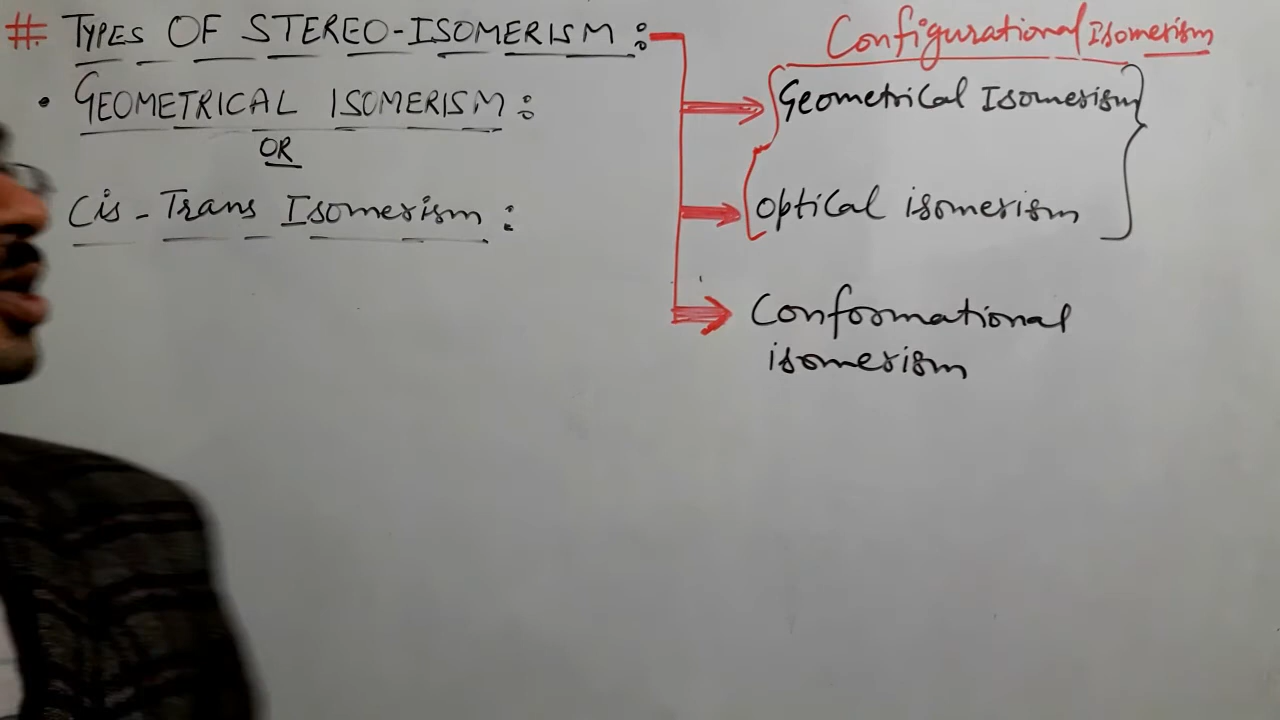 # TYPES OF STEREO-ISOMERISM :
• GEOMETRICAL ISOMERISM :
OR
Cis - Trans Isomerism :
Configurational Isomerism
Geometrical Isomerism
Optical isomerism
Conformational
isomerism